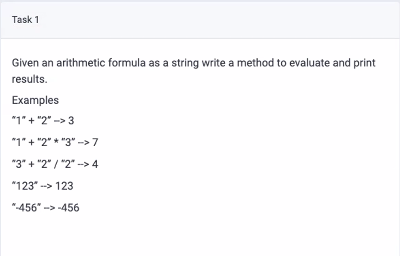 Task 1
Given an arithmetic formula as a string write a method to evaluate and print
results.
Examples
“1” + “2” --> 3
“1” + “2” * “3” --> 7
“3” + “2” / “2” --> 4
“123” --> 123
“-456” --> -456